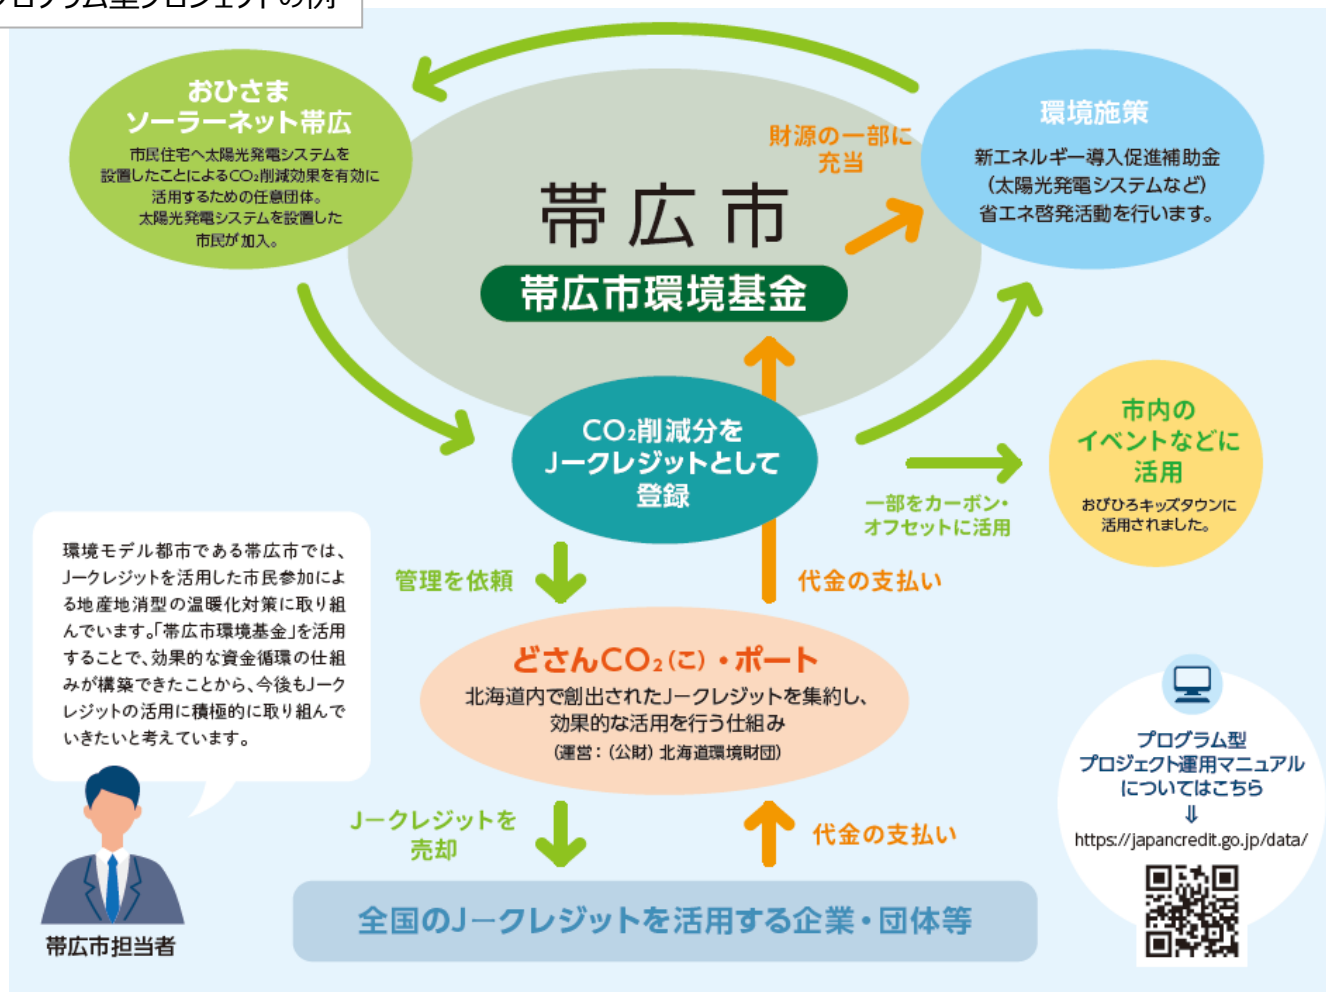 プログラム型プロジェクトの例
おひさま
ソーラーネット帯広
市民住宅へ太陽光発電システムを
設置したことによるCO₂削減効果を有効に
活用するための任意団体。
太陽光発電システムを設置した
市民が加入。
財源の一部に
充当
環境施策
新エネルギー導入促進補助金
（太陽光発電システムなど）
省エネ啓発活動を行います。
帯広市
帯広市環境基金
CO₂削減分を
J－クレジットとして
登録
一部をカーボン・
オフセットに活用
市内の
イベントなどに
活用
おびひろキッズタウンに
活用されました。
管理を依頼
代金の支払い
環境モデル都市である帯広市では、
J－クレジットを活用した市民参加によ
る地産地消型の温暖化対策に取り組
んでいます。「帯広市環境基金」を活用
することで、効果的な資金循環の仕組
みが構築できたことから、今後もJ－ク
レジットの活用に積極的に取り組んで
いきたいと考えています。
帯広市担当者
どさんCO₂（こ）・ポート
北海道内で創出されたJ－クレジットを集約し、
効果的な活用を行う仕組み
（運営：（公財）北海道環境財団）
J－クレジットを
売却
代金の支払い
全国のJ－クレジットを活用する企業・団体等
プログラム型
プロジェクト運用マニュアル
についてはこちら
⇓
https://japancredit.go.jp/data/